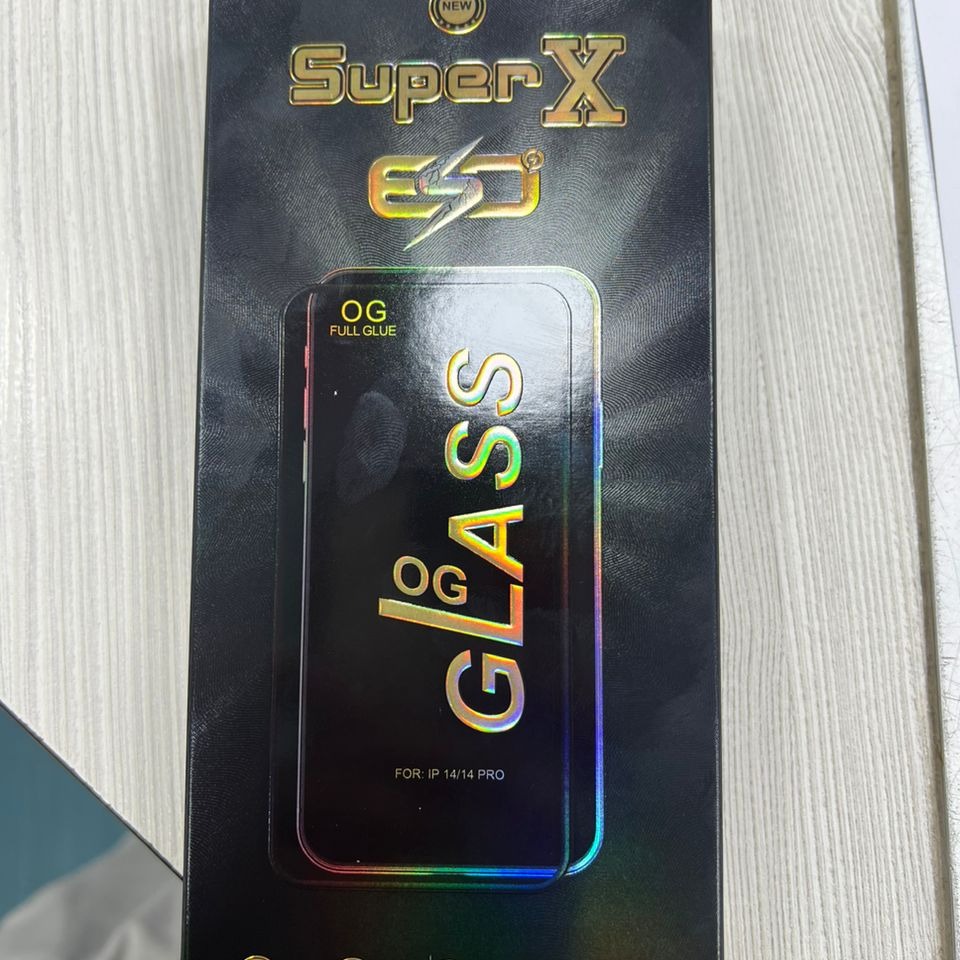 NEW
Super X
ESD
OG
FULL GLUE
OG
GLASS
FOR: IP 14/14 PRO